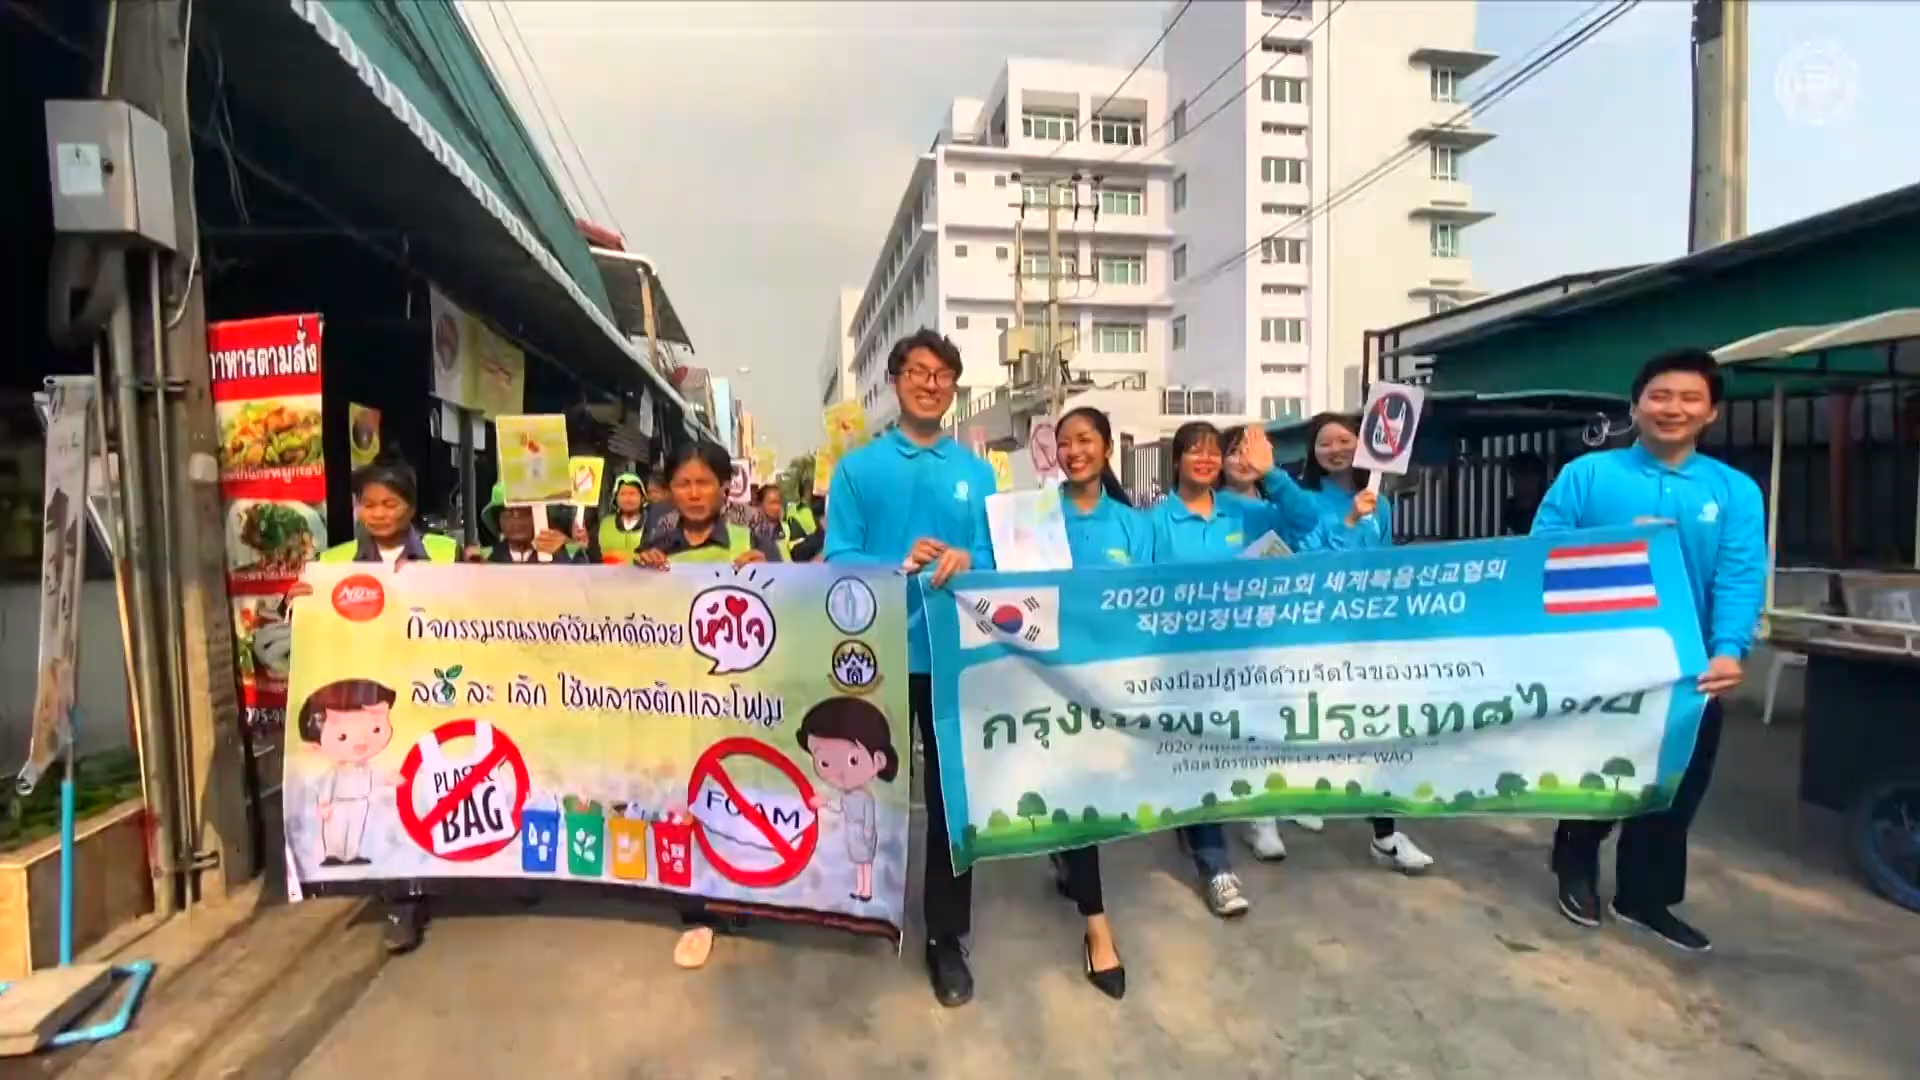 อาหารตามสั่ง
กิจกรรมรณรงค์วันทำดีด้วย หัวใจ
ลด ละ เลิก ใช้พลาสติกและโฟม
PLASTIC
BAG
FOAM
2020 하나님의교회 세계복음선교협회
직장인청년봉사단 ASEZ WAO
จงลงมือปฏิบัติด้วยจิตใจของมารดา
กรุงเทพฯ, ประเทศไทย
2020
ASEZ WAO